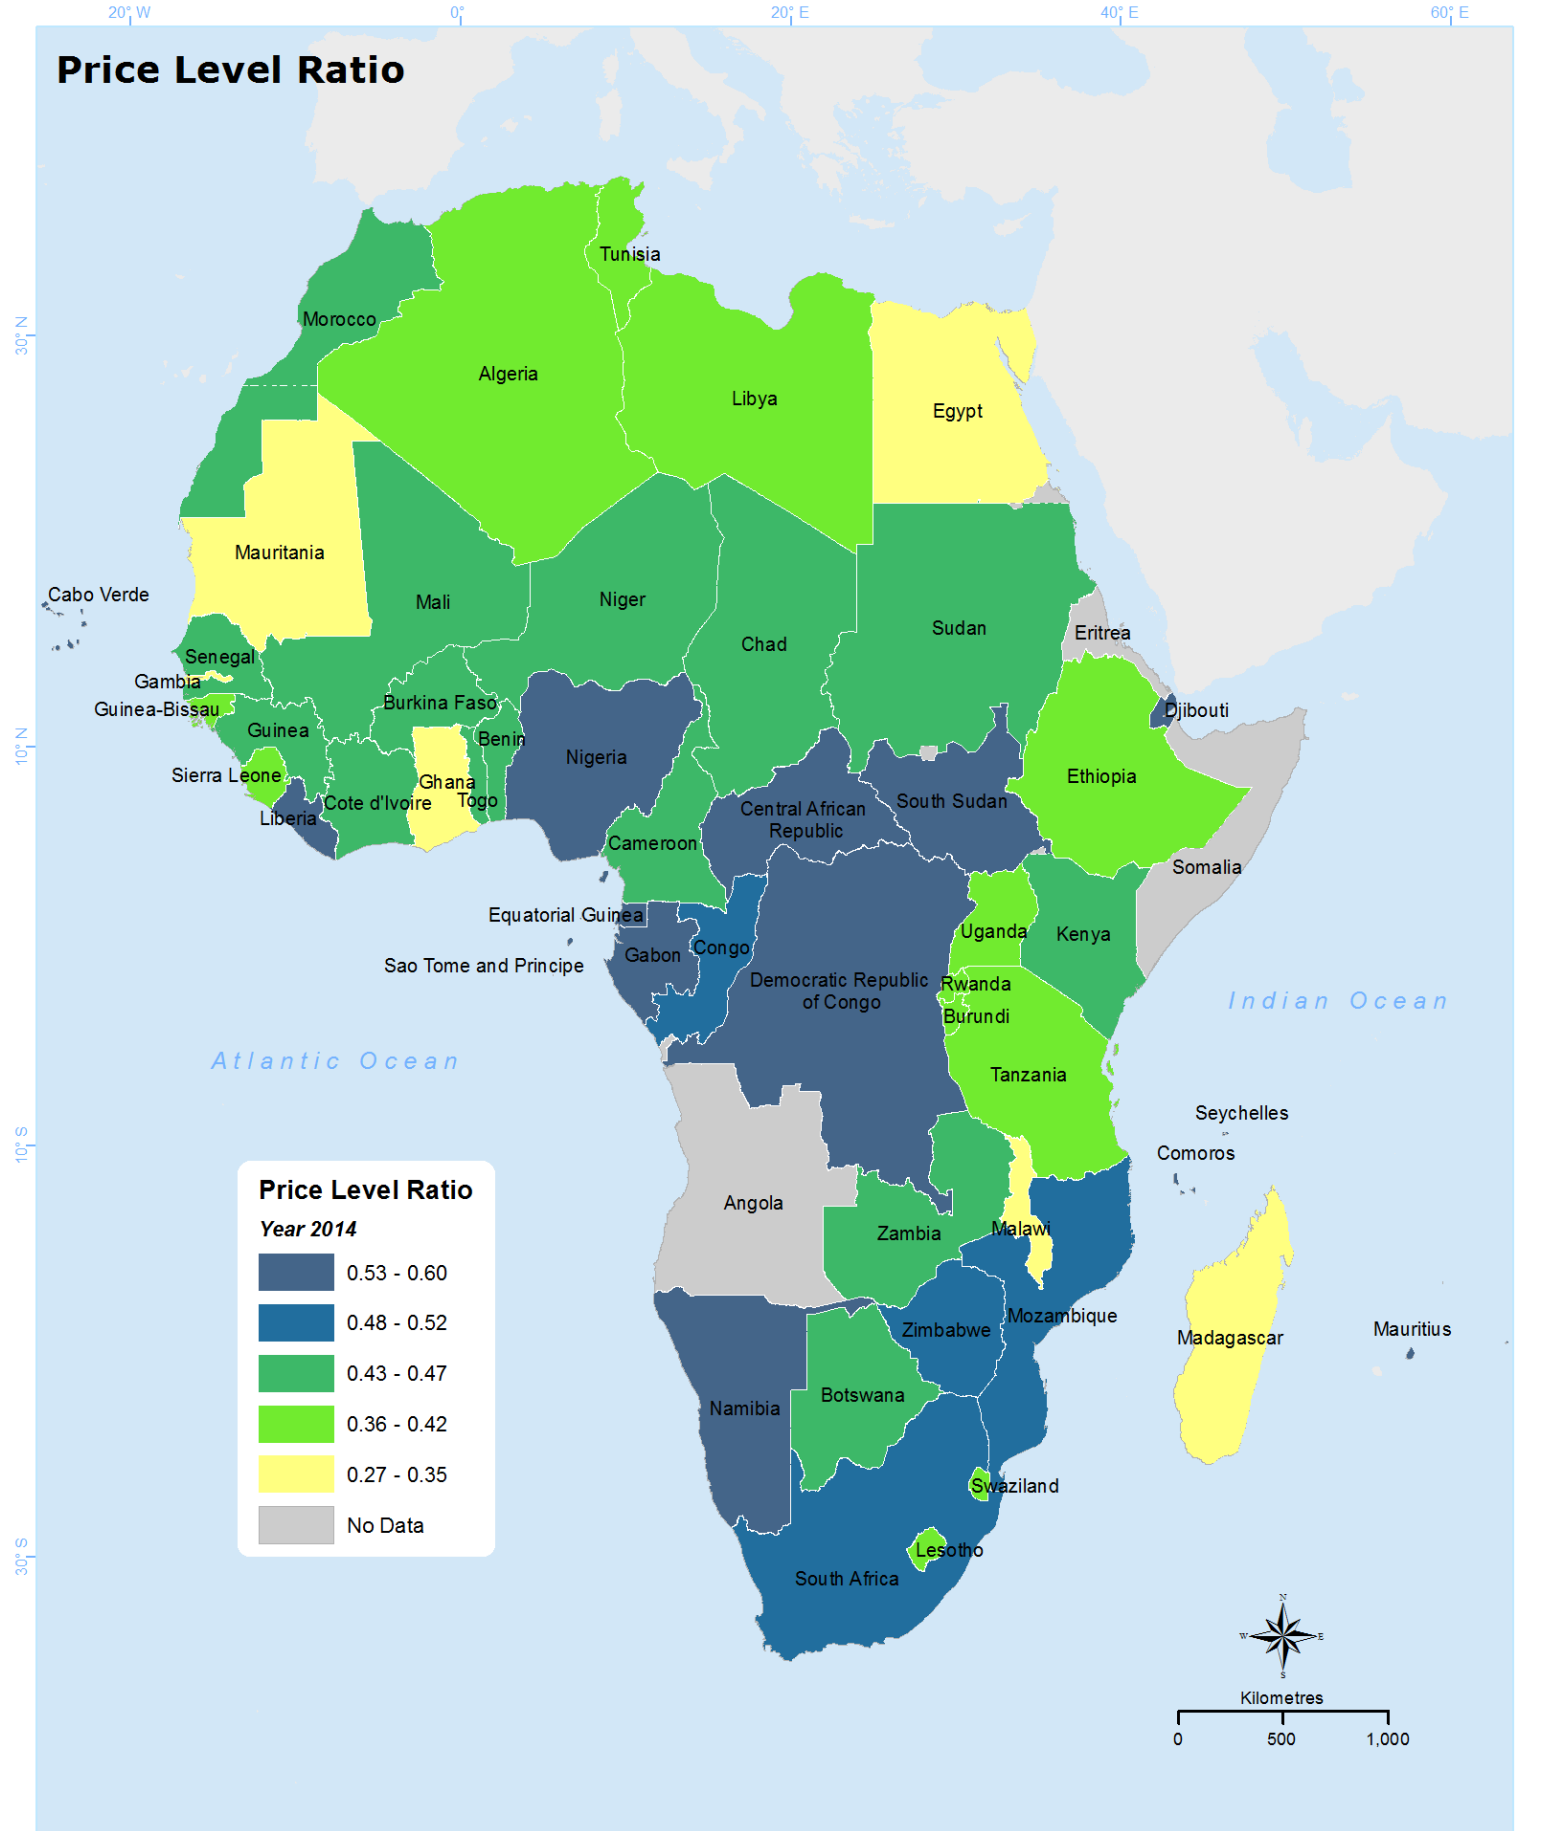 20° W
0°
20° E
40° E
60° E
Price Level Ratio
30° N
10° N
10° S
30° S
Tunisia
Morocco
Algeria
Libya
Egypt
Mauritania
Cabo Verde
Mali
Niger
Chad
Sudan
Eritrea
Senegal
Gambia
Guinea-Bissau
Burkina Faso
Djibouti
Guinea
Benin
Nigeria
Sierra Leone
Ghana
Ethiopia
Cote d'Ivoire
Togo
South Sudan
Central African
Republic
Liberia
Cameroon
Somalia
Equatorial Guinea
Uganda
Kenya
Gabon
Congo
Sao Tome and Principe
Democratic Republic
of Congo
Rwanda
Burundi
Indian Ocean
Atlantic Ocean
Tanzania
Seychelles
Comoros
Angola
Zambia
Malawi
Mozambique
Zimbabwe
Madagascar
Mauritius
Botswana
Namibia
Swaziland
Lesotho
South Africa
Price Level Ratio
Year 2014
0.53 - 0.60
0.48 - 0.52
0.43 - 0.47
0.36 - 0.42
0.27 - 0.35
No Data
N
W
E
S
Kilometres
0
500
1,000